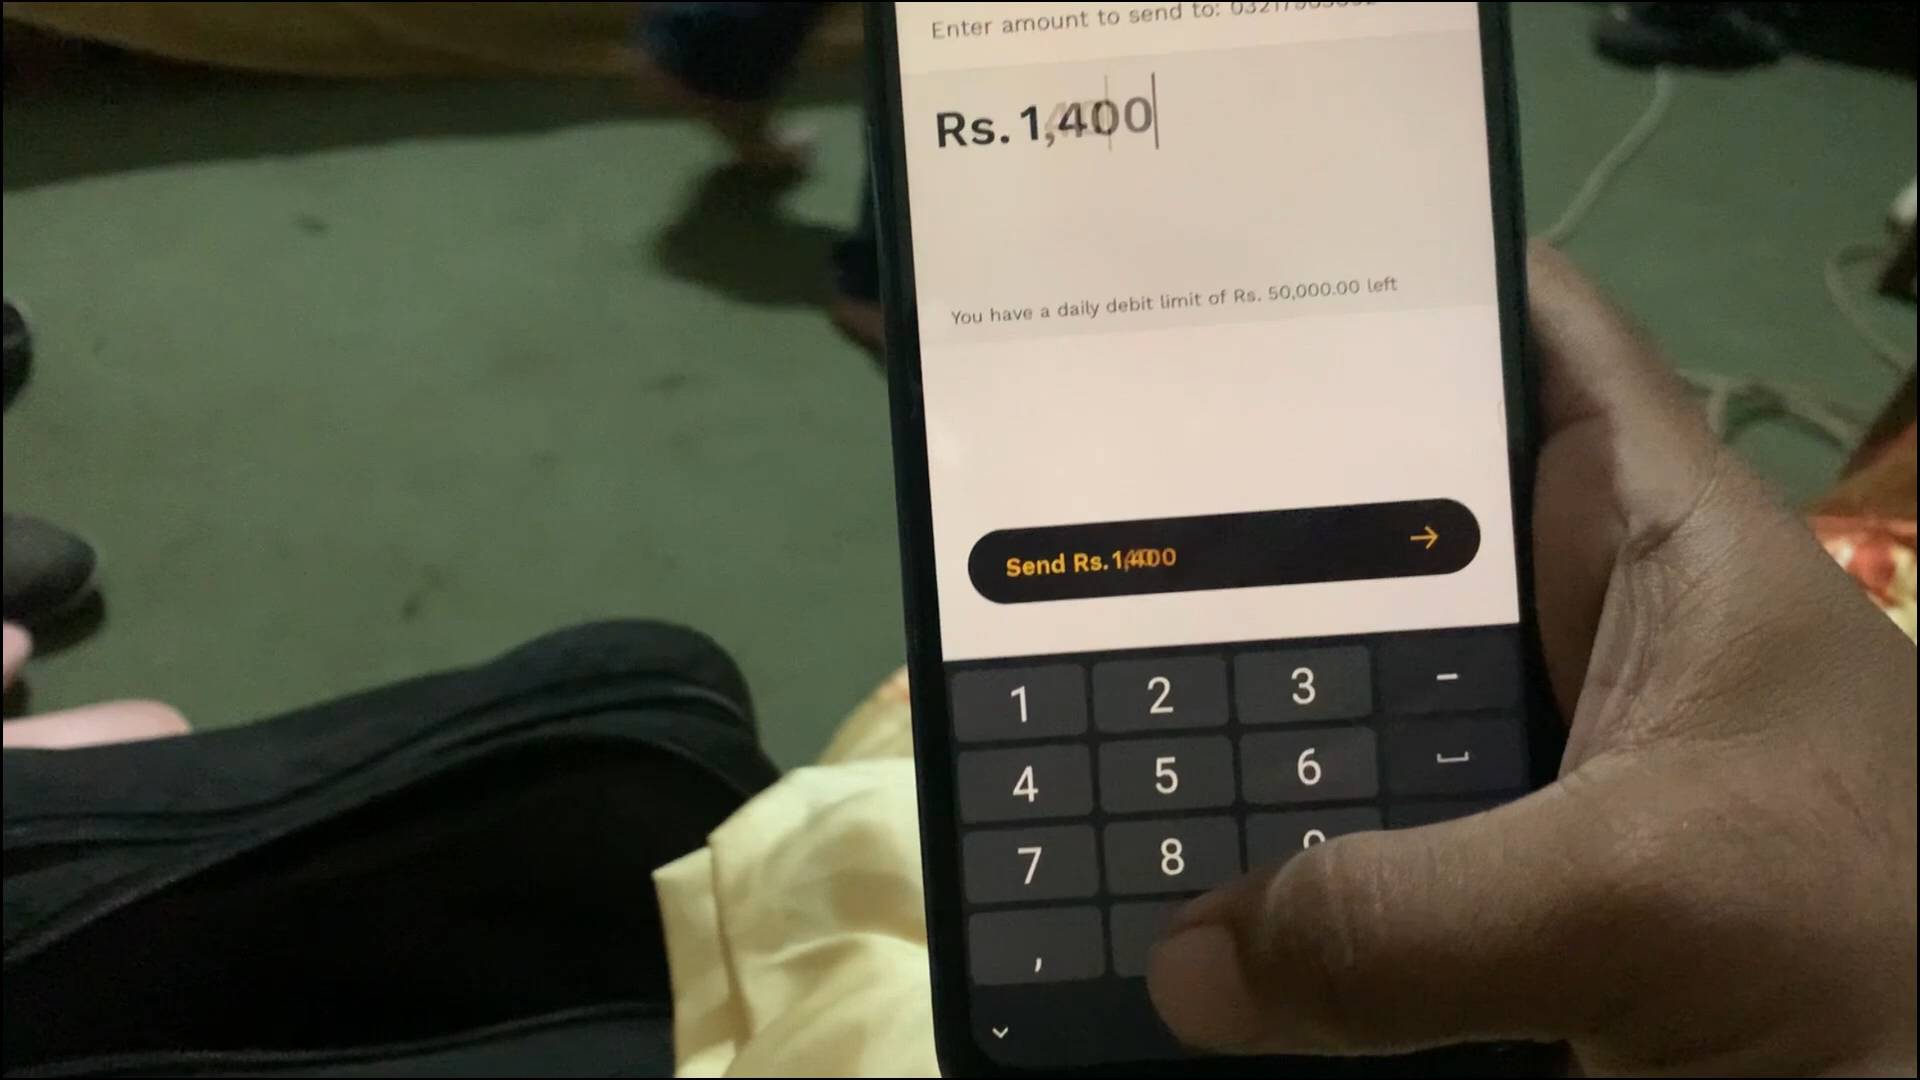 Enter amount to send to:
Rs. 1,400
You have a daily debit limit of Rs. 50,000.00 left
Send Rs. 1,400 →
1 2 3 –
4 5 6
7 8 9
,